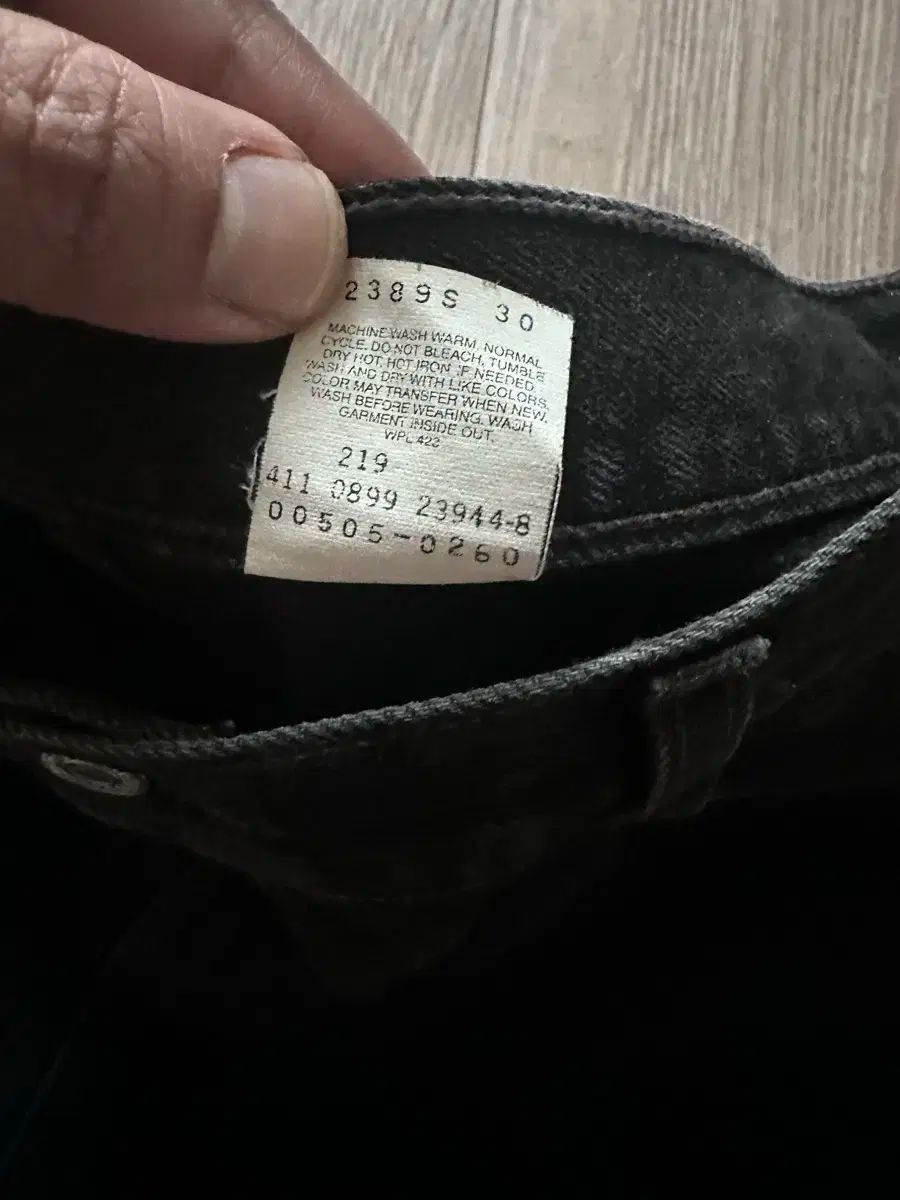 2389S 30
MACHINE WASH WARM, NORMAL
CYCLE. DO NOT BLEACH, TUMBLE
DRY HOT, HOT IRON IF NEEDED.
WASH AND DRY WITH LIKE COLORS.
COLOR MAY TRANSFER WHEN NEW.
WASH BEFORE WEARING. WASH
GARMENT INSIDE OUT.
WPL 423
219
411 0899 23944-8
00505-0260